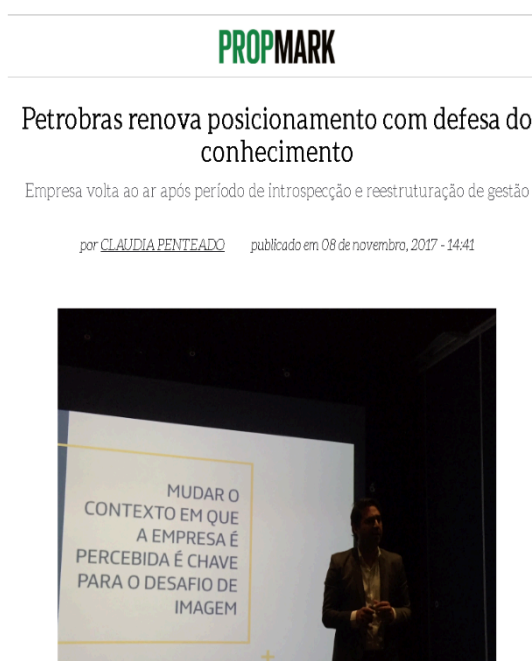 PROPMARK
Petrobras renova posicionamento com defesa do
conhecimento
Empresa volta ao ar após período de introspecção e reestruturação de gestão
por CLAUDIA PENTEADO publicado em 08 de novembro, 2017 - 14:41
MUDAR O
CONTEXTO EM QUE
A EMPRESA É
PERCEBIDA É CHAVE
PARA O DESAFIO DE
IMAGEM